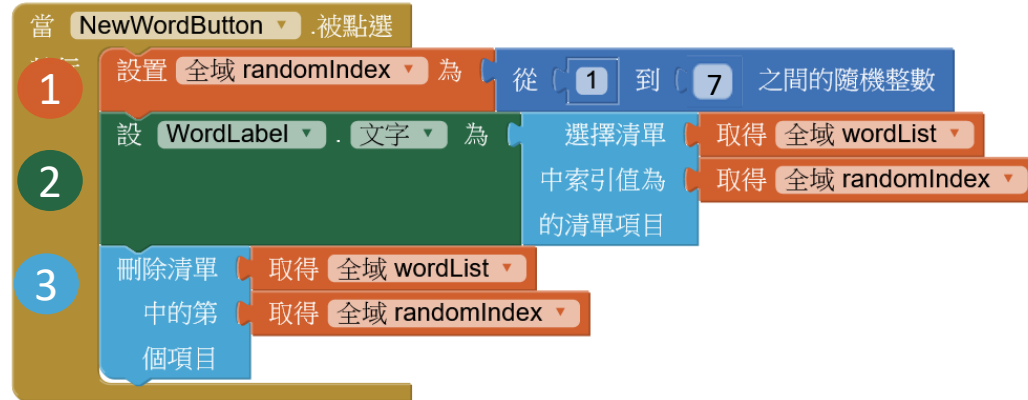 當 NewWordButton .被點選
執行
1 設置 全域 randomIndex 為 從 1 到 7 之間的隨機整數
設 WordLabel . 文字 為 選擇清單 取得 全域 wordList
2 中索引值為 取得 全域 randomIndex
的清單項目
3 刪除清單 取得 全域 wordList
中的第 取得 全域 randomIndex
個項目